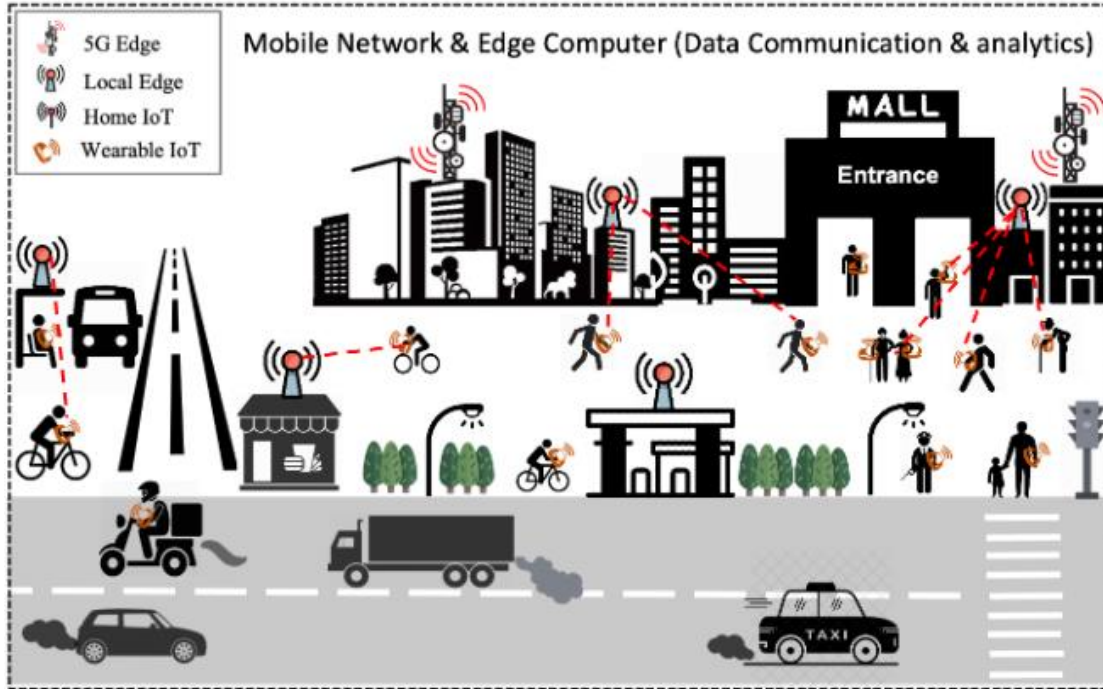 5G Edge
Local Edge
Home IoT
Wearable IoT
Mobile Network & Edge Computer (Data Communication & analytics)
MALL
Entrance
TAXI